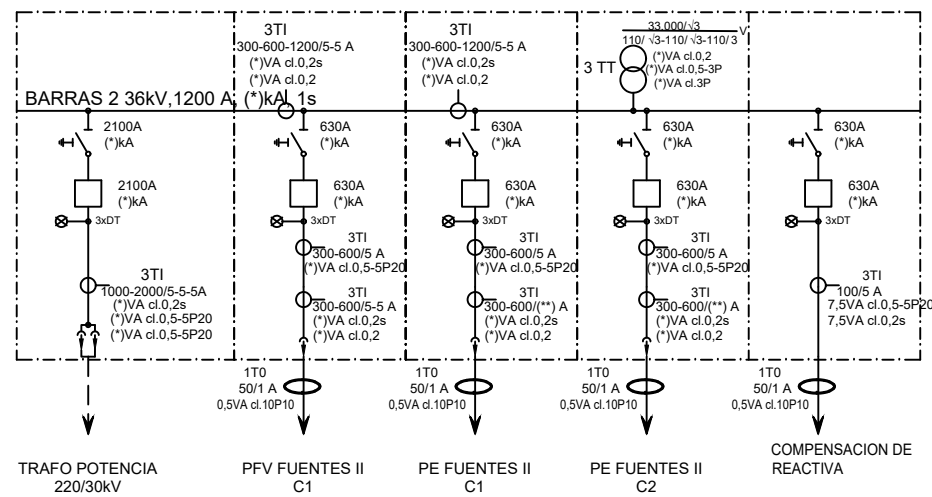 3TI
300-600-1200/5-5 A
(*)VA cl.0,2s
(*)VA cl.0,2
3TI
300-600-1200/5-5 A
(*)VA cl.0,2s
(*)VA cl.0,2
33.000/√3
110/ √3-110/ √3-110/ 3
V
3 TT
(*)VA cl.0,2
(*)VA cl.0,5-3P
(*)VA cl.3P
BARRAS 2 36kV,1200 A, (*)kA, 1s
2100A
(*)kA
2100A
(*)kA
3xDT
3TI
1000-2000/5-5-5A
(*)VA cl.0,2s
(*)VA cl.0,5-5P20
(*)VA cl.0,5-5P20
TRAFO POTENCIA
220/30kV
630A
(*)kA
630A
(*)kA
3xDT
3TI
300-600/5 A
(*)VA cl.0,5-5P20
3TI
300-600/5-5 A
(*)VA cl.0,2s
(*)VA cl.0,2
1T0
50/1 A
0,5VA cl.10P10
PFV FUENTES II
C1
630A
(*)kA
630A
(*)kA
3xDT
3TI
300-600/5 A
(*)VA cl.0,5-5P20
3TI
300-600/(**) A
(*)VA cl.0,2s
(*)VA cl.0,2
1T0
50/1 A
0,5VA cl.10P10
PE FUENTES II
C1
630A
(*)kA
630A
(*)kA
3xDT
3TI
300-600/5 A
(*)VA cl.0,5-5P20
3TI
300-600/(**) A
(*)VA cl.0,2s
(*)VA cl.0,2
1T0
50/1 A
0,5VA cl.10P10
PE FUENTES II
C2
630A
(*)kA
630A
(*)kA
3xDT
3TI
100/5 A
7,5VA cl.0,5-5P20
7,5VA cl.0,2s
1T0
50/1 A
0,5VA cl.10P10
COMPENSACION DE
REACTIVA